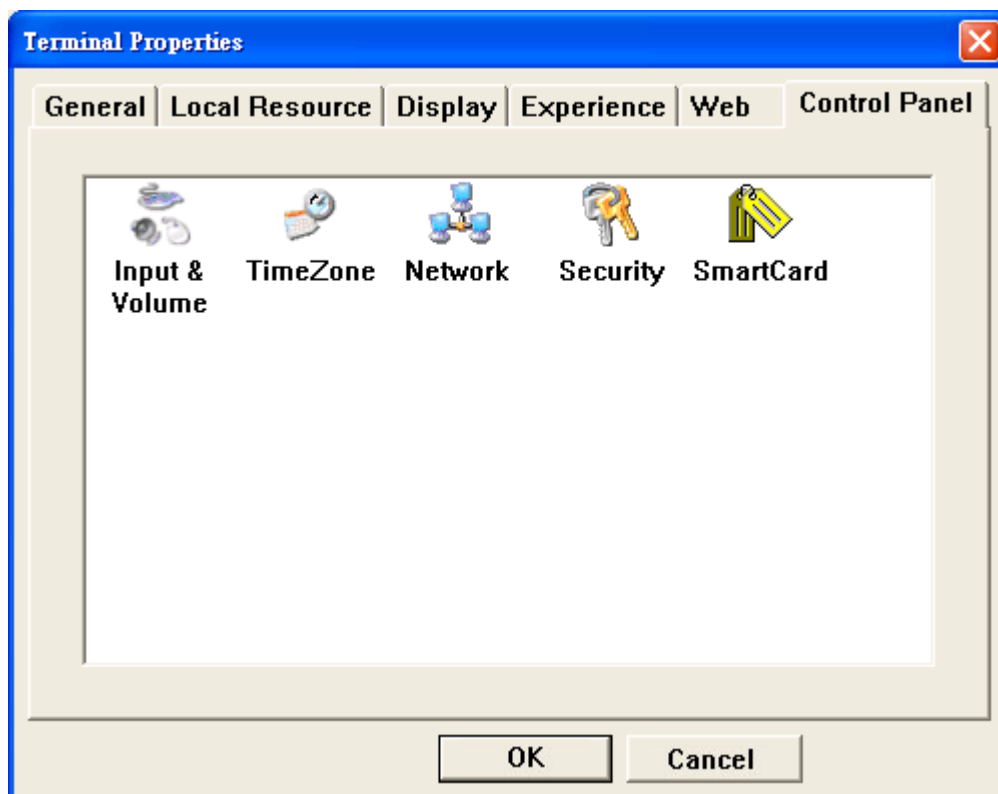 Terminal Properties
General Local Resource Display Experience Web Control Panel
Input & Volume
TimeZone
Network
Security
SmartCard
OK Cancel